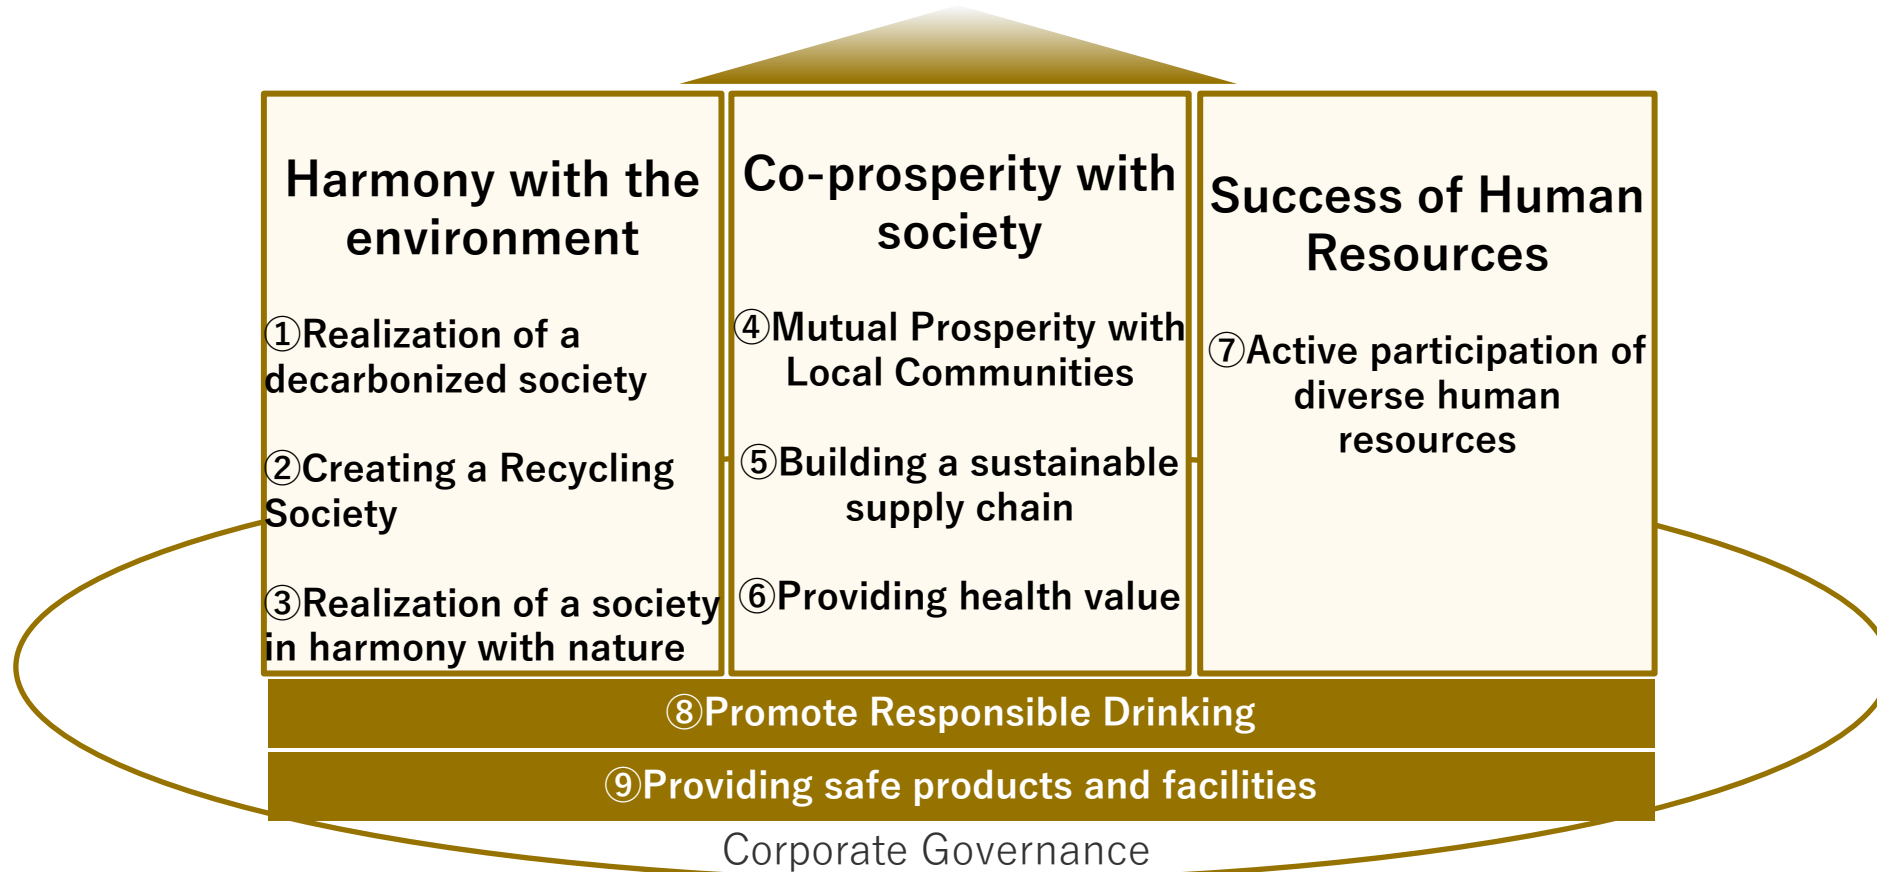 Harmony with the
environment
①Realization of a
decarbonized society
②Creating a Recycling
Society
③Realization of a society
in harmony with nature
Co-prosperity with
society
④Mutual Prosperity with
Local Communities
⑤Building a sustainable
supply chain
⑥Providing health value
Success of Human
Resources
⑦Active participation of
diverse human
resources
⑧Promote Responsible Drinking
⑨Providing safe products and facilities
Corporate Governance